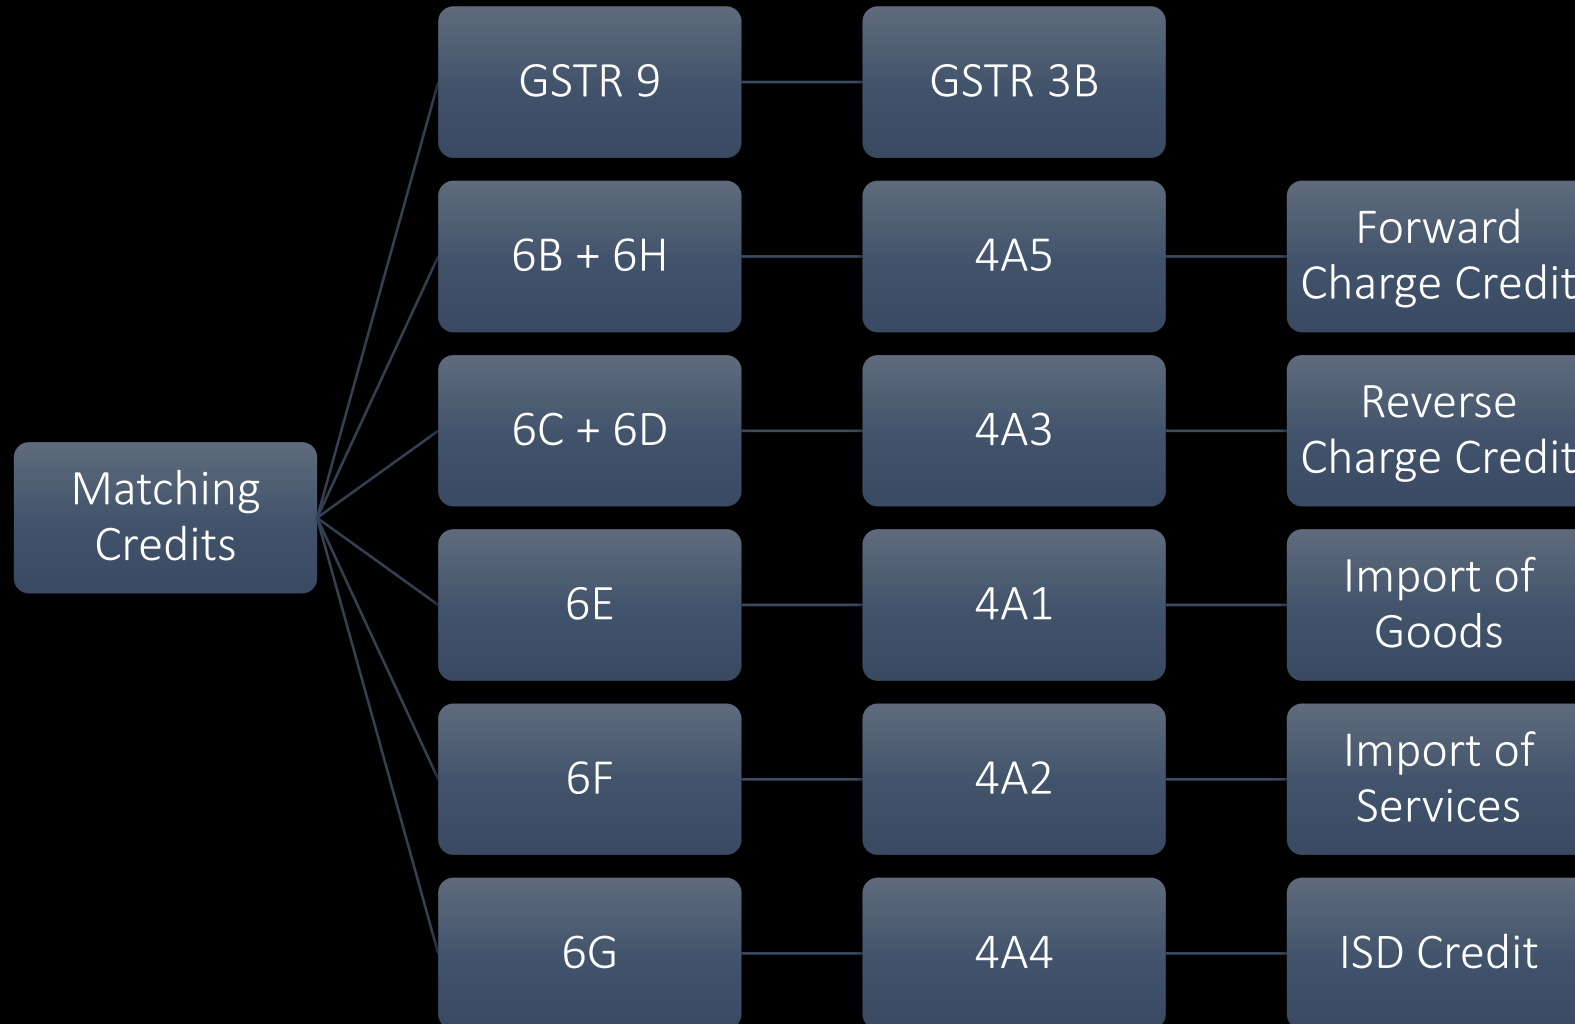 GSTR 9
GSTR 3B
6B + 6H
4A5
Forward
Charge Credit
6C + 6D
4A3
Reverse
Charge Credit
Matching
Credits
6E
4A1
Import of
Goods
6F
4A2
Import of
Services
6G
4A4
ISD Credit